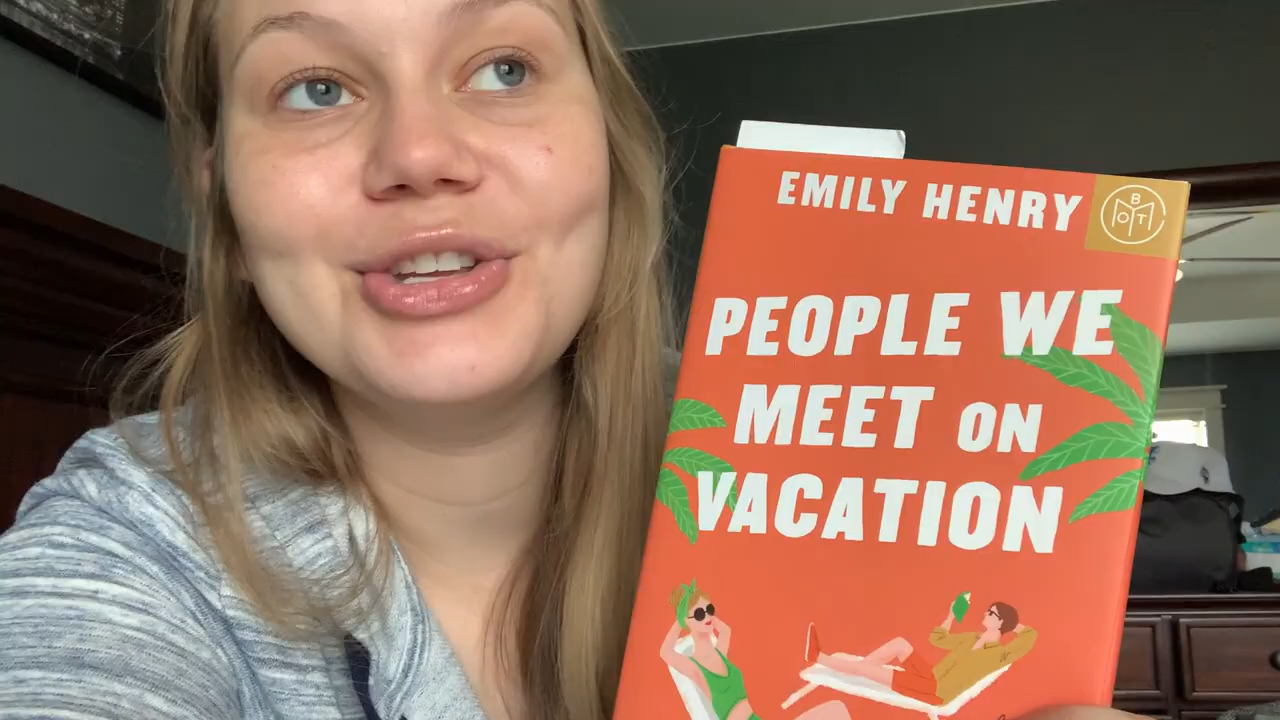 EMILY HENRY
BOTM
PEOPLE WE
MEET ON
VACATION